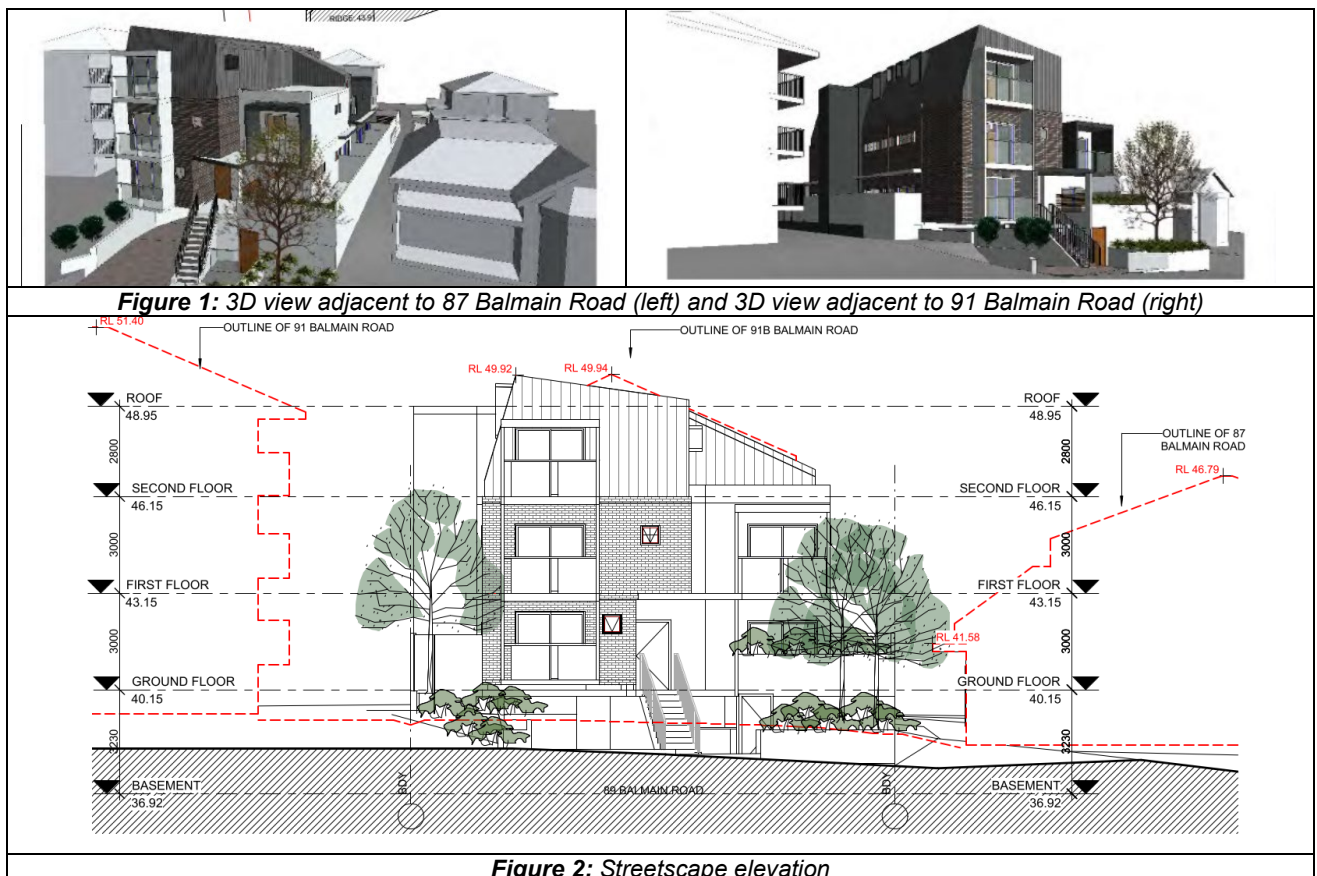 RIDGE: 43.9
Figure 1: 3D view adjacent to 87 Balmain Road (left) and 3D view adjacent to 91 Balmain Road (right)
RL 51.40
OUTLINE OF 91 BALMAIN ROAD
OUTLINE OF 91B BALMAIN ROAD
RL 49.92
RL 49.94
ROOF
48.95
ROOF
48.95
2800
2800
OUTLINE OF 87
BALMAIN ROAD
RL 46.79
SECOND FLOOR
46.15
SECOND FLOOR
46.15
3000
3000
FIRST FLOOR
43.15
FIRST FLOOR
43.15
3000
3000
RL 41.58
GROUND FLOOR
40.15
GROUND FLOOR
40.15
3230
3230
BASEMENT
36.92
BDY
89 BALMAIN ROAD
BDY
BASEMENT
36.92
Figure 2: Streetscape elevation